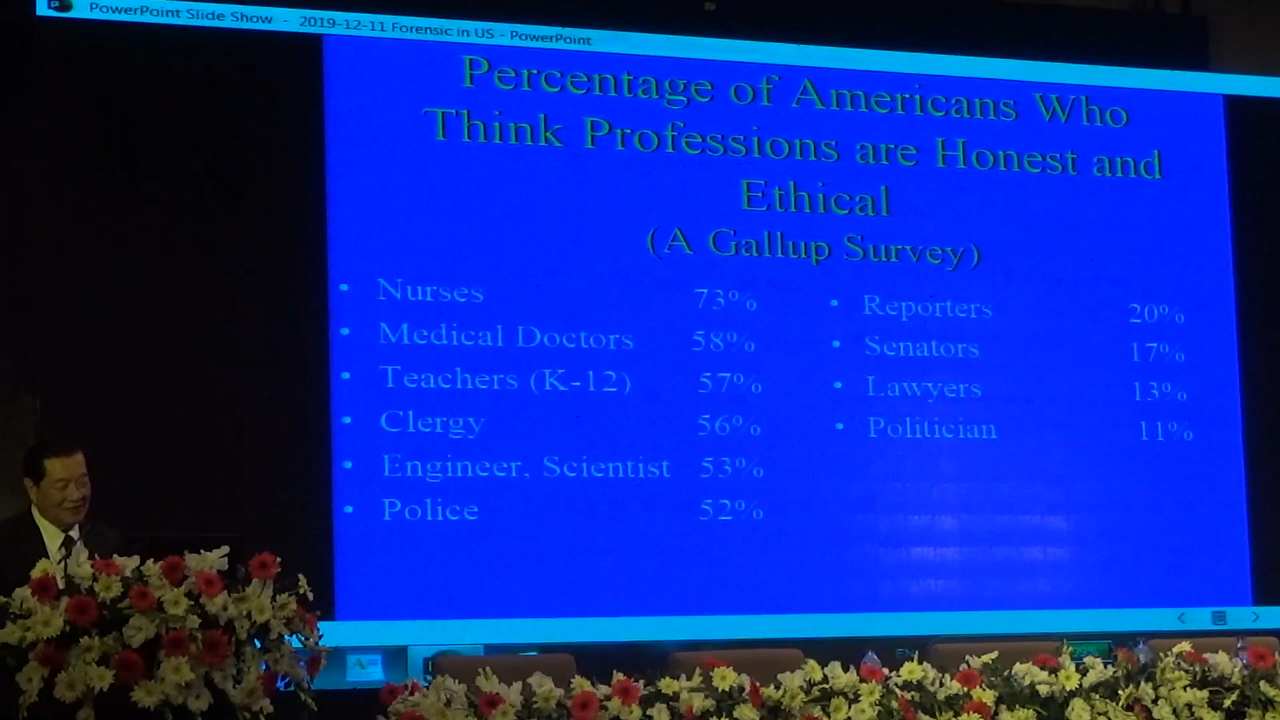 PowerPoint Slide Show - 2019-12-11 Forensic in US - PowerPoint
Percentage of Americans Who
Think Professions are Honest and
Ethical
(A Gallup Survey)
• Nurses 73%
• Medical Doctors 58%
• Teachers (K-12) 57%
• Clergy 56%
• Engineer, Scientist 53%
• Police 52%
• Reporters 20%
• Senators 17%
• Lawyers 13%
• Politician 11%